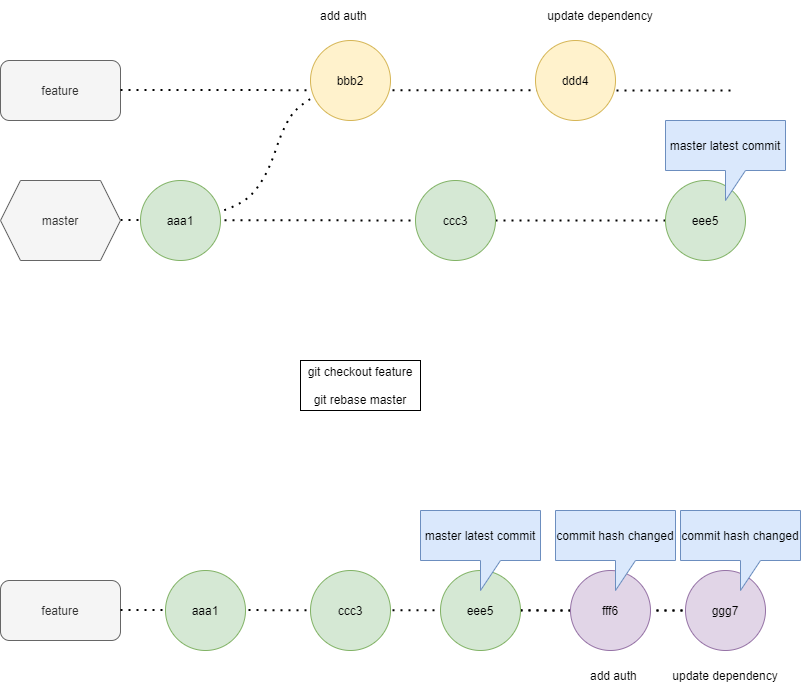 add auth
update dependency
feature
bbb2
ddd4
master latest commit
master
aaa1
ccc3
eee5
git checkout feature
git rebase master
master latest commit
commit hash changed
commit hash changed
feature
aaa1
ccc3
eee5
fff6
ggg7
add auth
update dependency